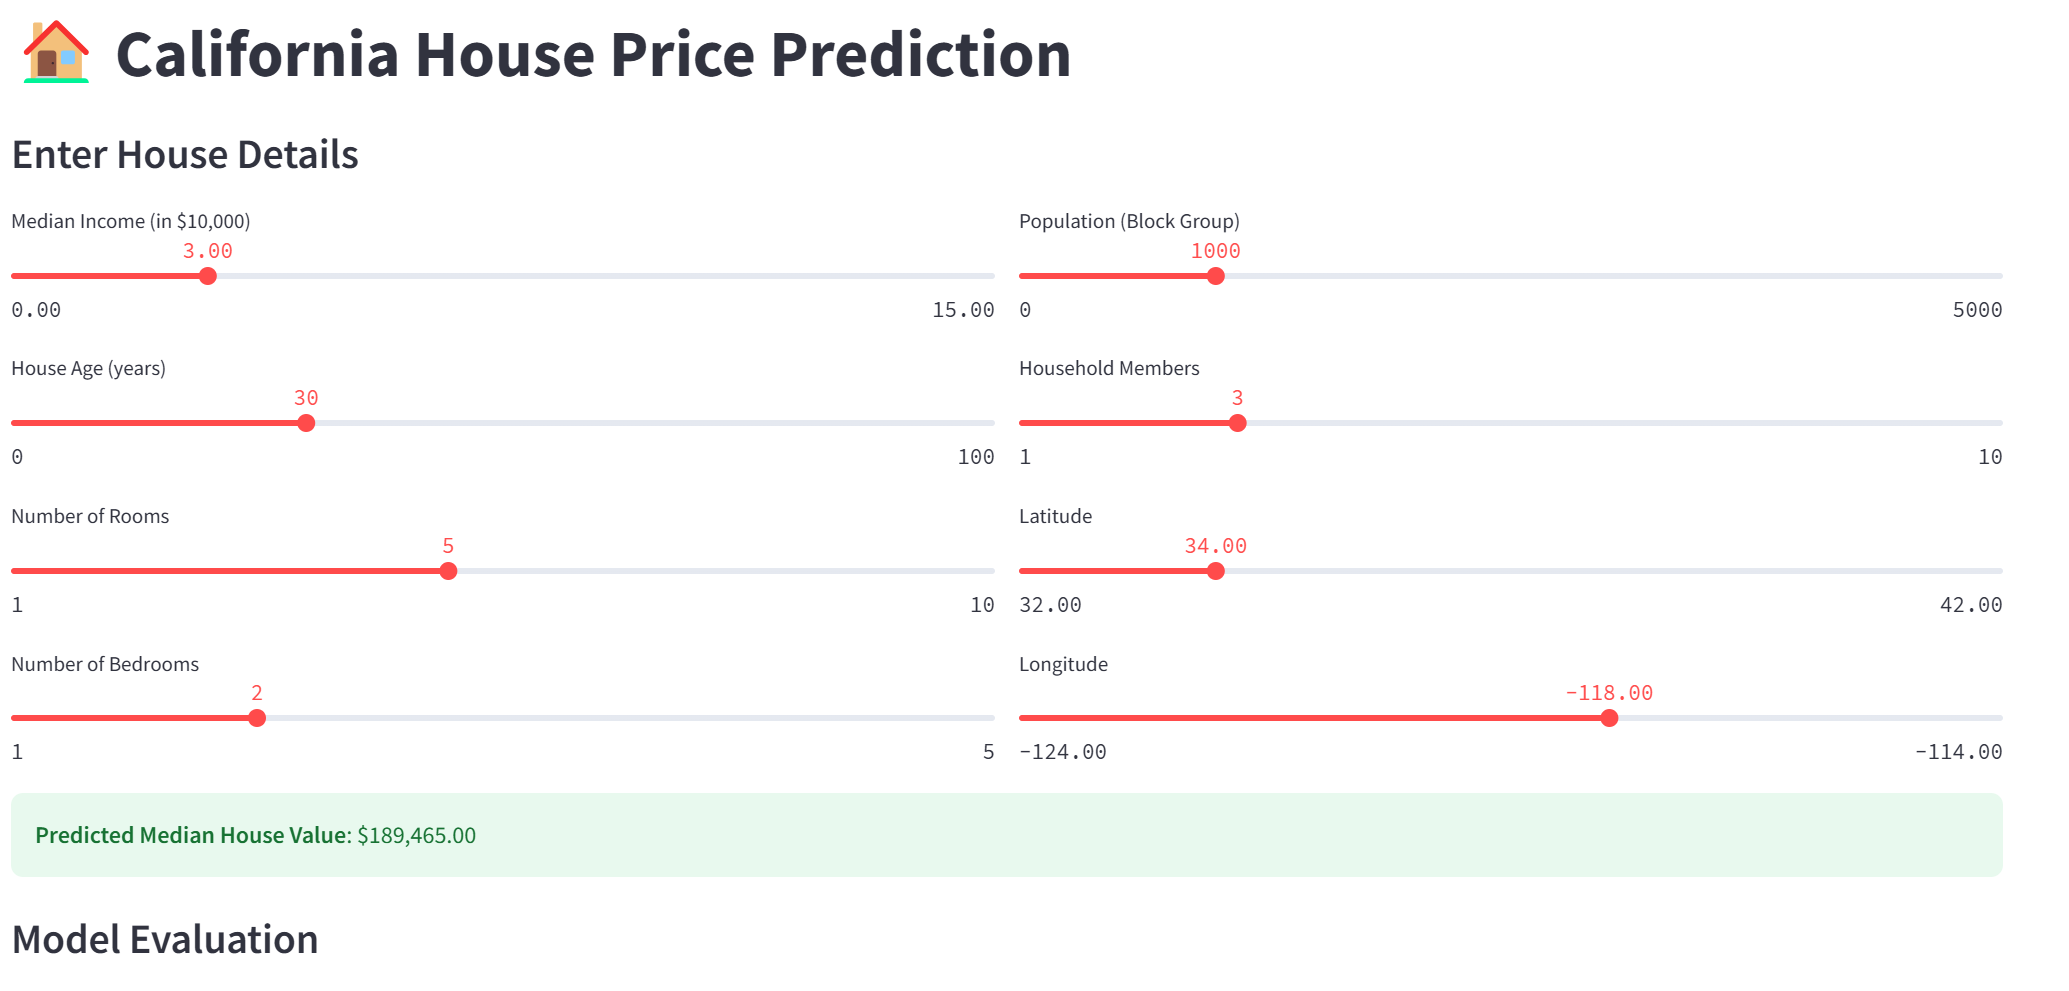 California House Price Prediction
Enter House Details
Median Income (in $10,000)
3.00
0.00 15.00
House Age (years)
30
0 100
Number of Rooms
5
1 10
Number of Bedrooms
2
1 5
Population (Block Group)
1000
0 5000
Household Members
3
1 10
Latitude
34.00
32.00 42.00
Longitude
-118.00
-124.00 -114.00
Predicted Median House Value: $189,465.00
Model Evaluation